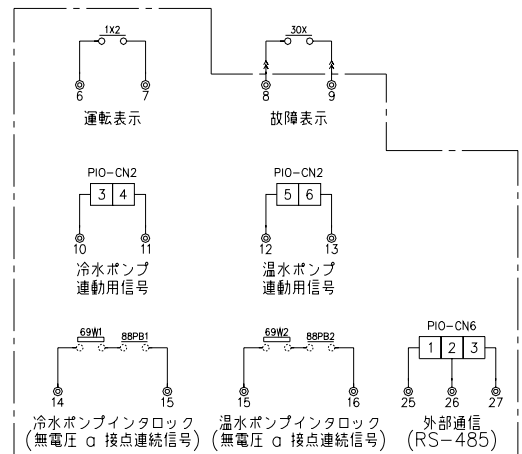 1X2
30X
6 7
8 9
運転表示
故障表示
PIO-CN2
PIO-CN2
3 4
5 6
10 11
12 13
冷水ポンプ
連動用信号
温水ポンプ
連動用信号
69W1 88PB1
69W2 88PB2
PIO-CN6
1 2 3
14 15
15 16
25 26 27
冷水ポンプインタロック
(無電圧 a 接点連続信号)
温水ポンプインタロック
(無電圧 a 接点連続信号)
外部通信
(RS-485)